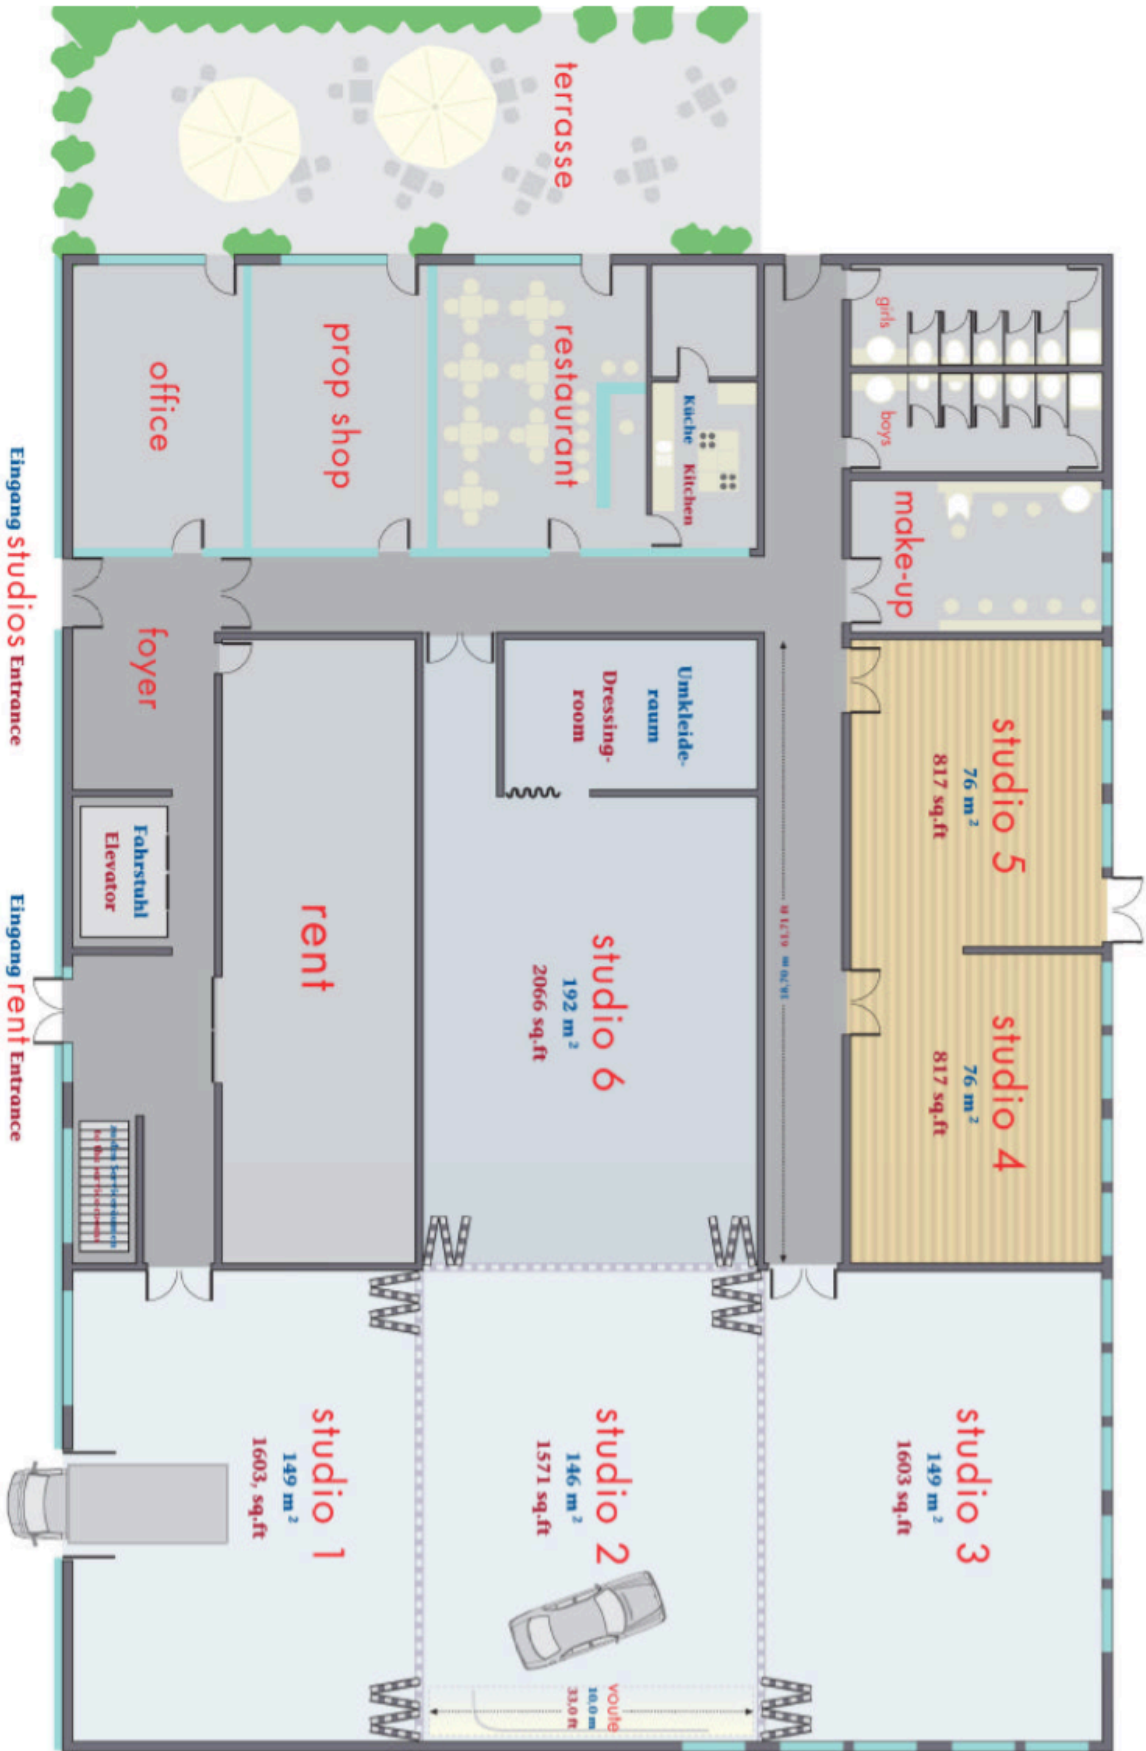 terrasse
girls
boys
office
prop shop
restaurant
Küche Kitchen
make-up
Eingang studios Entrance
foyer
Umkleide-
raum
Dressing-
room
studio 5
76 m²
817 sq.ft
Fahrstuhl
Elevator
rent
studio 6
192 m²
2066 sq.ft
studio 4
76 m²
817 sq.ft
Eingang rent Entrance
studio 1
149 m²
1603, sq.ft
studio 2
146 m²
1571 sq.ft
studio 3
149 m²
1603 sq.ft
voute
10,0 m
33,0 ft